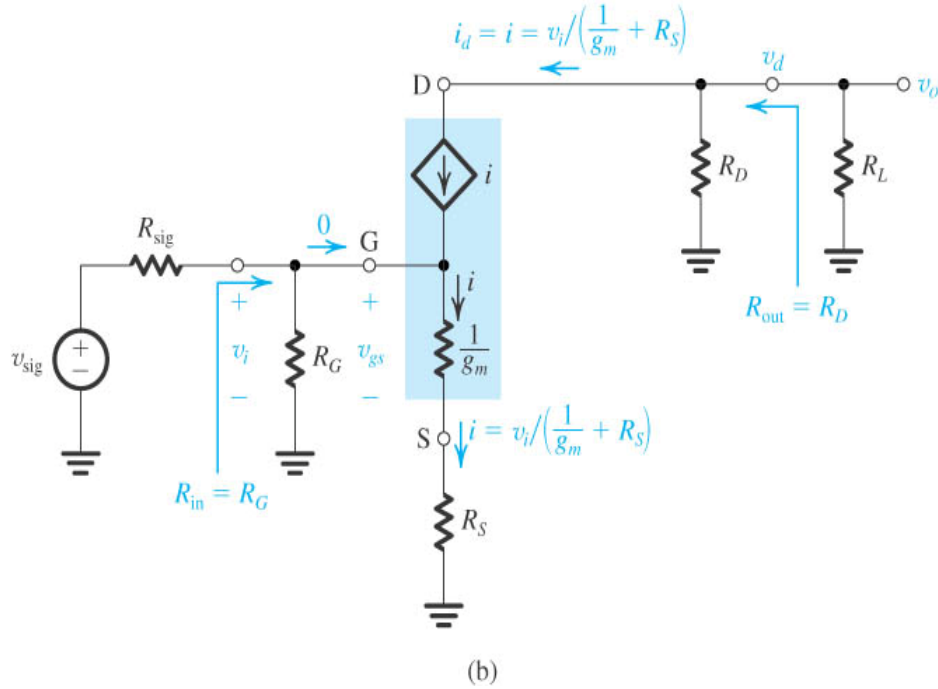 i_d = i = v_i/(1/g_m + R_S)
v_d
D
v_o
R_D
R_L
i
R_sig
0
G
i
R_out = R_D
+
+
+
−
v_sig
v_i
R_G
v_gs
1/g_m
−
−
S
i = v_i/(1/g_m + R_S)
R_in = R_G
R_S
(b)